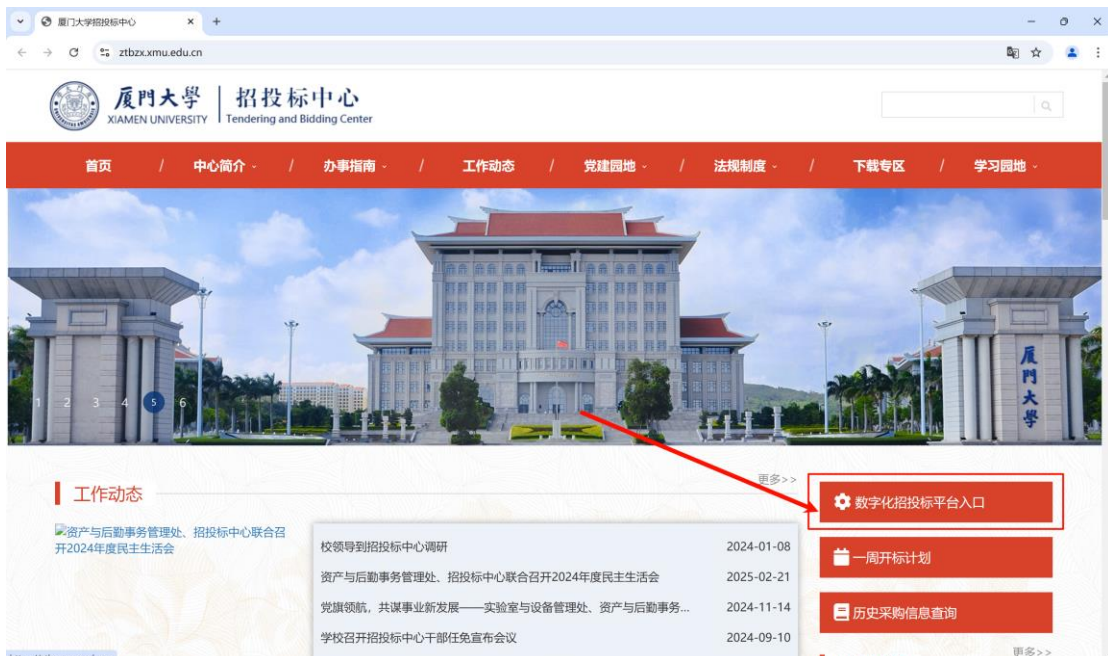 厦门大学招投标中心
ztbzx.xmu.edu.cn
厦門大學 招投标中心
XIAMEN UNIVERSITY Tendering and Bidding Center
首页 / 中心简介 / 办事指南 / 工作动态 / 党建园地 / 法规制度 / 下载专区 / 学习园地
厦門大學
1 2 3 4 5 6
工作动态
更多>>
数字化招投标平台入口
资产与后勤事务管理处、招投标中心联合召
开2024年度民主生活会
校领导到招投标中心调研 2024-01-08
资产与后勤事务管理处、招投标中心联合召开2024年度民主生活会 2025-02-21
党旗领航，共谋事业新发展——实验室与设备管理处、资产与后勤事务... 2024-11-14
学校召开招投标中心干部任免宣布会议 2024-09-10
一周开标计划
历史采购信息查询
更多>>